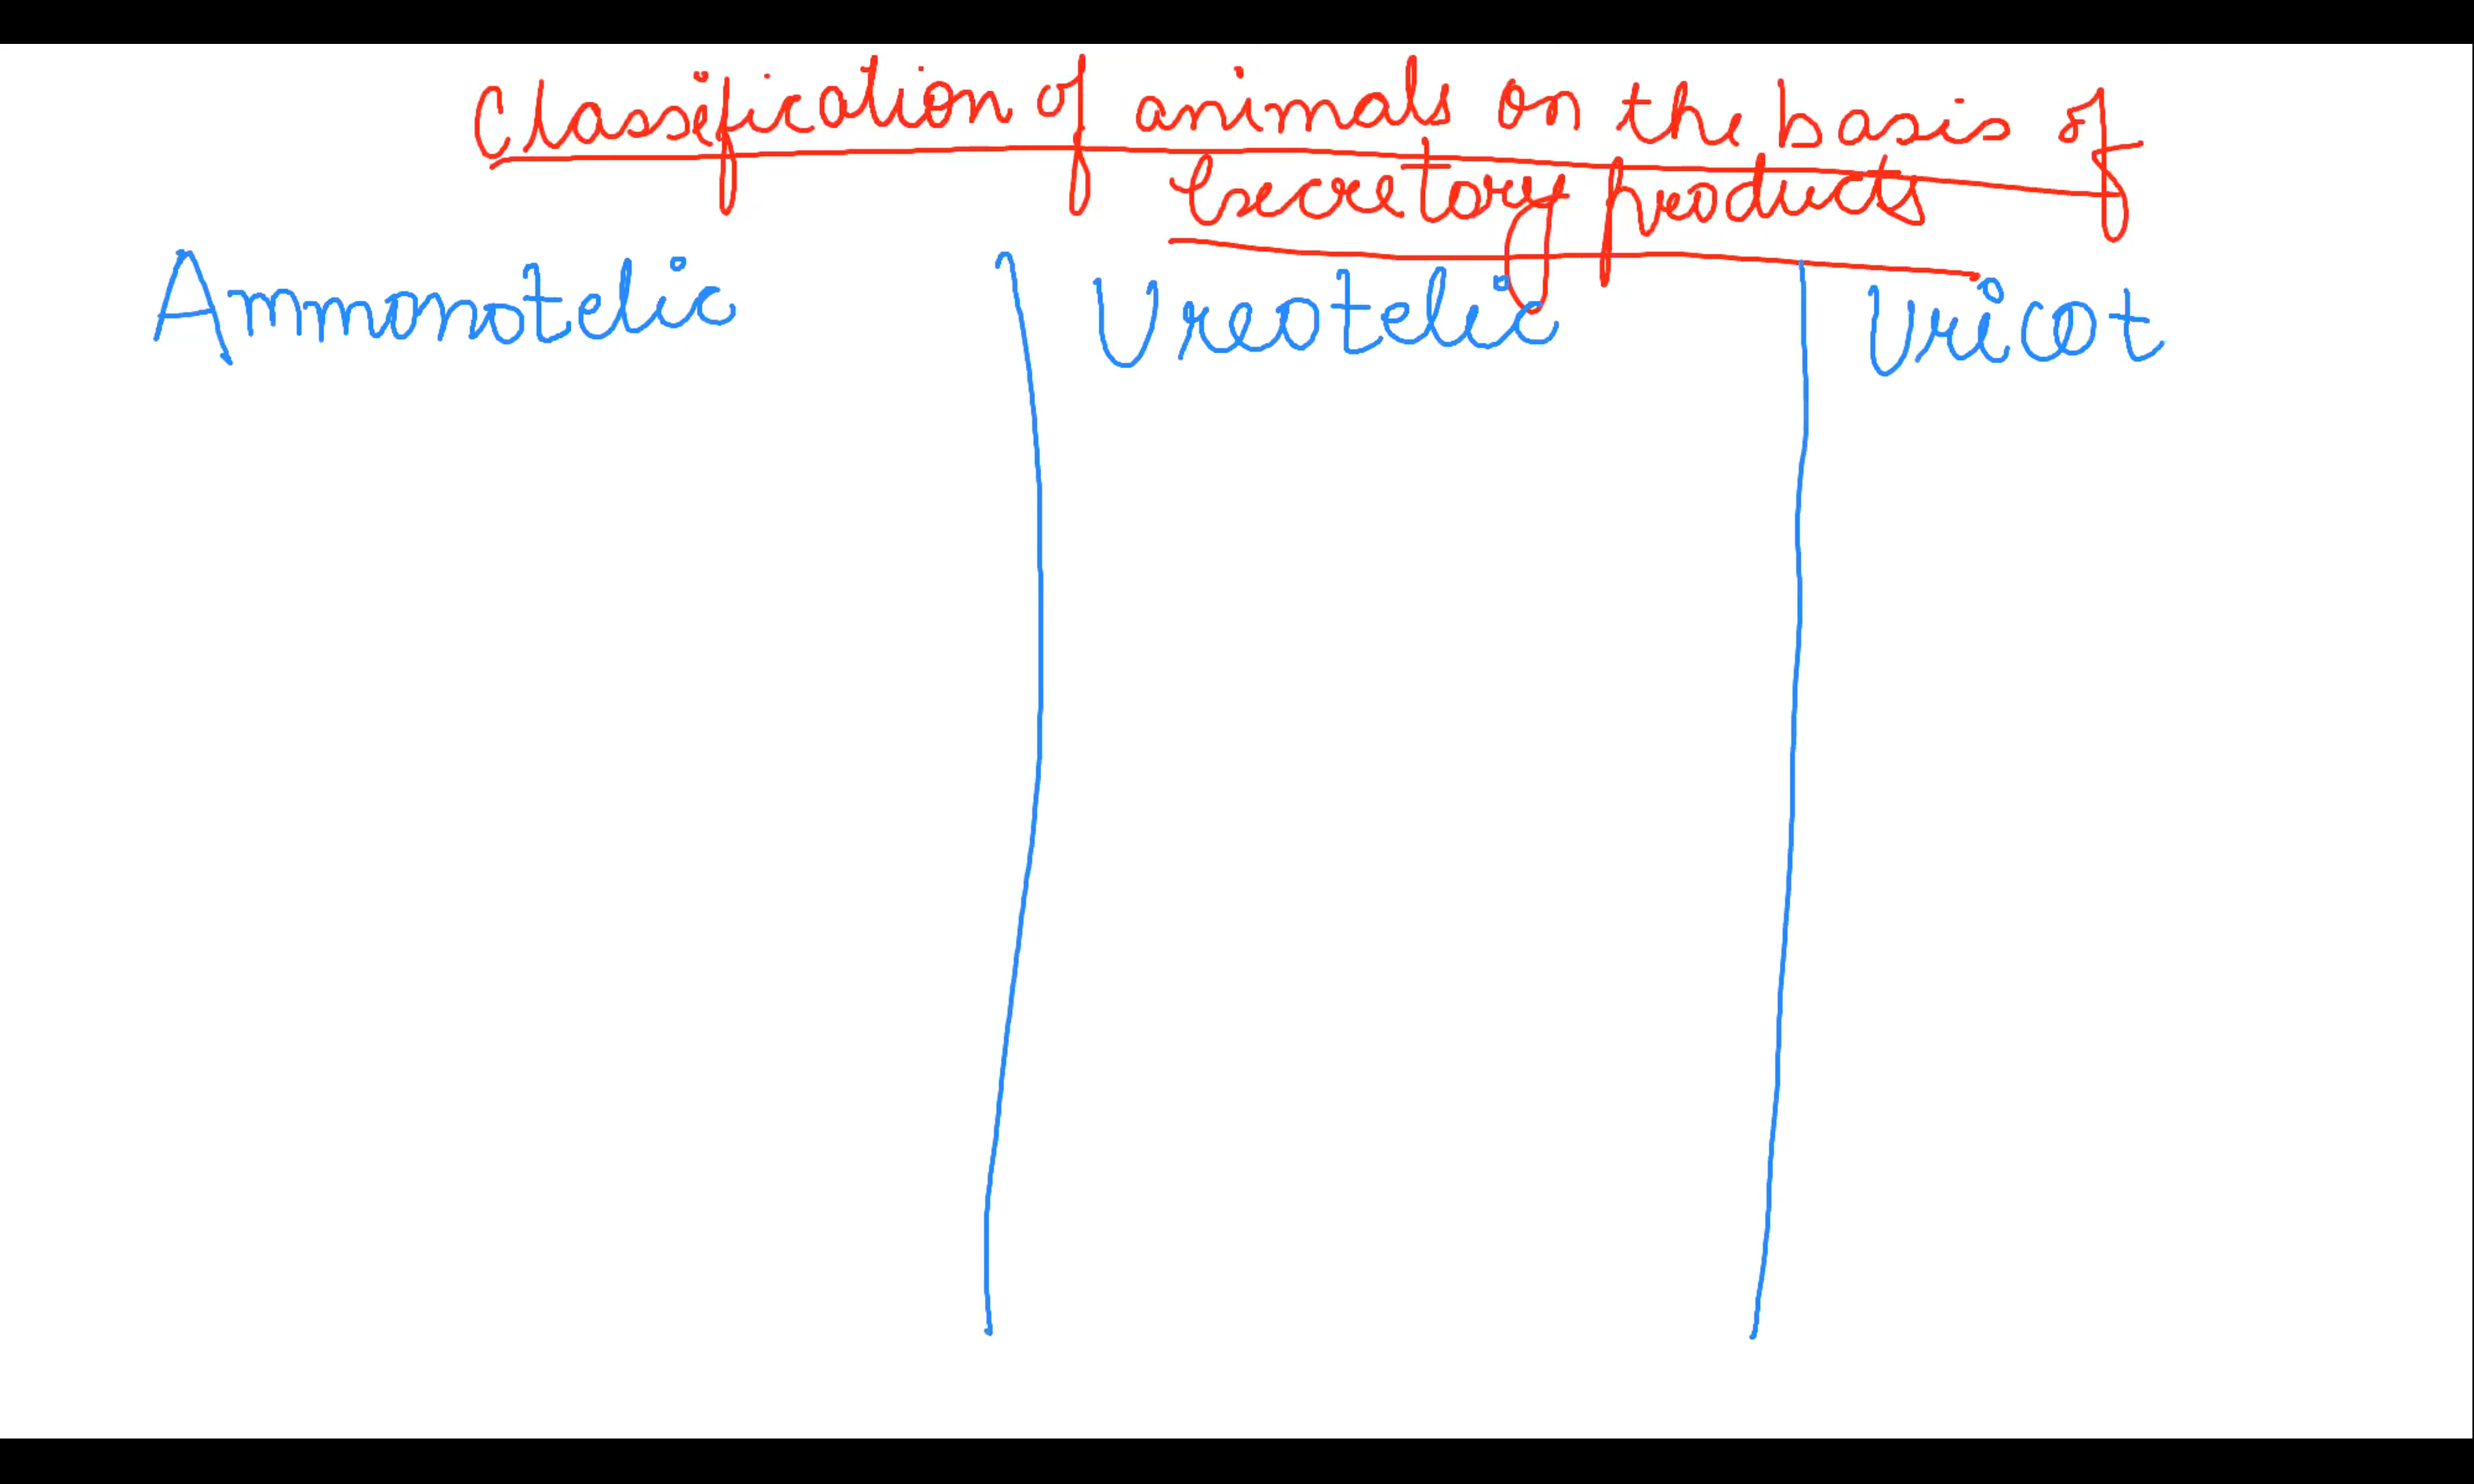 Classification of animals on the basis of
Excretory products
Ammonotelic Ureotelic Uricot